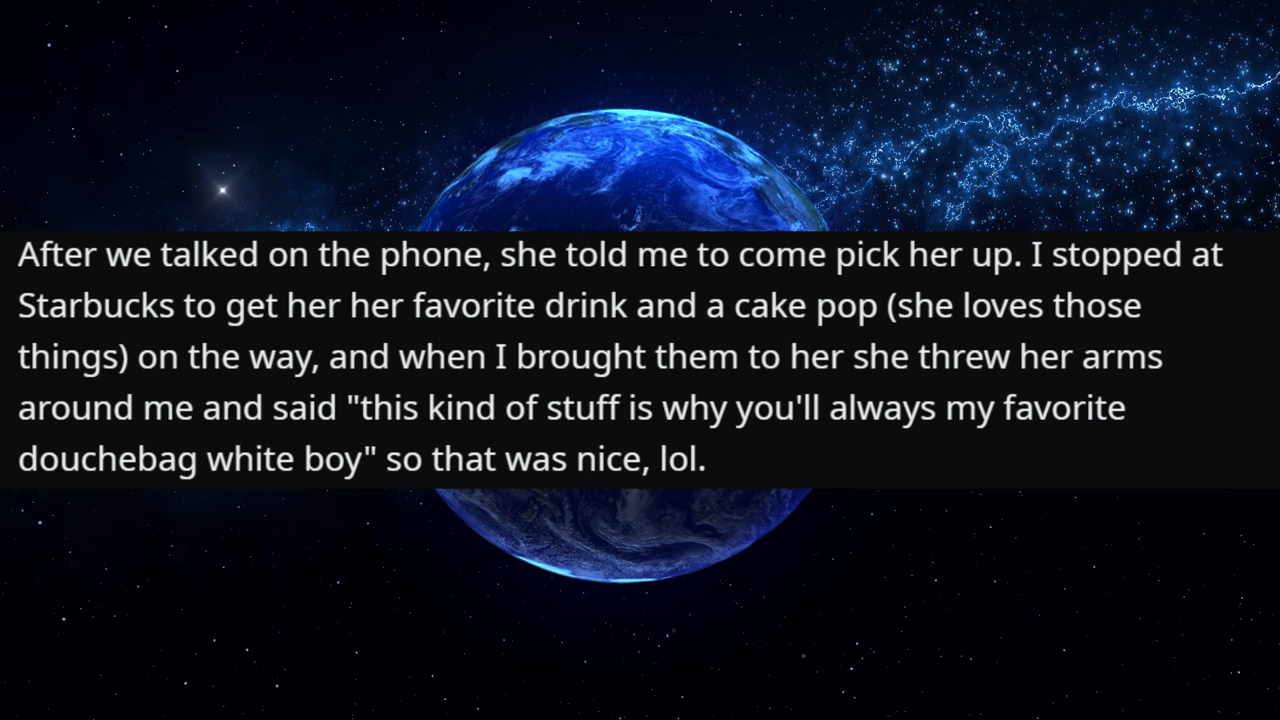 After we talked on the phone, she told me to come pick her up. I stopped at
Starbucks to get her her favorite drink and a cake pop (she loves those
things) on the way, and when I brought them to her she threw her arms
around me and said "this kind of stuff is why you'll always my favorite
douchebag white boy" so that was nice, lol.